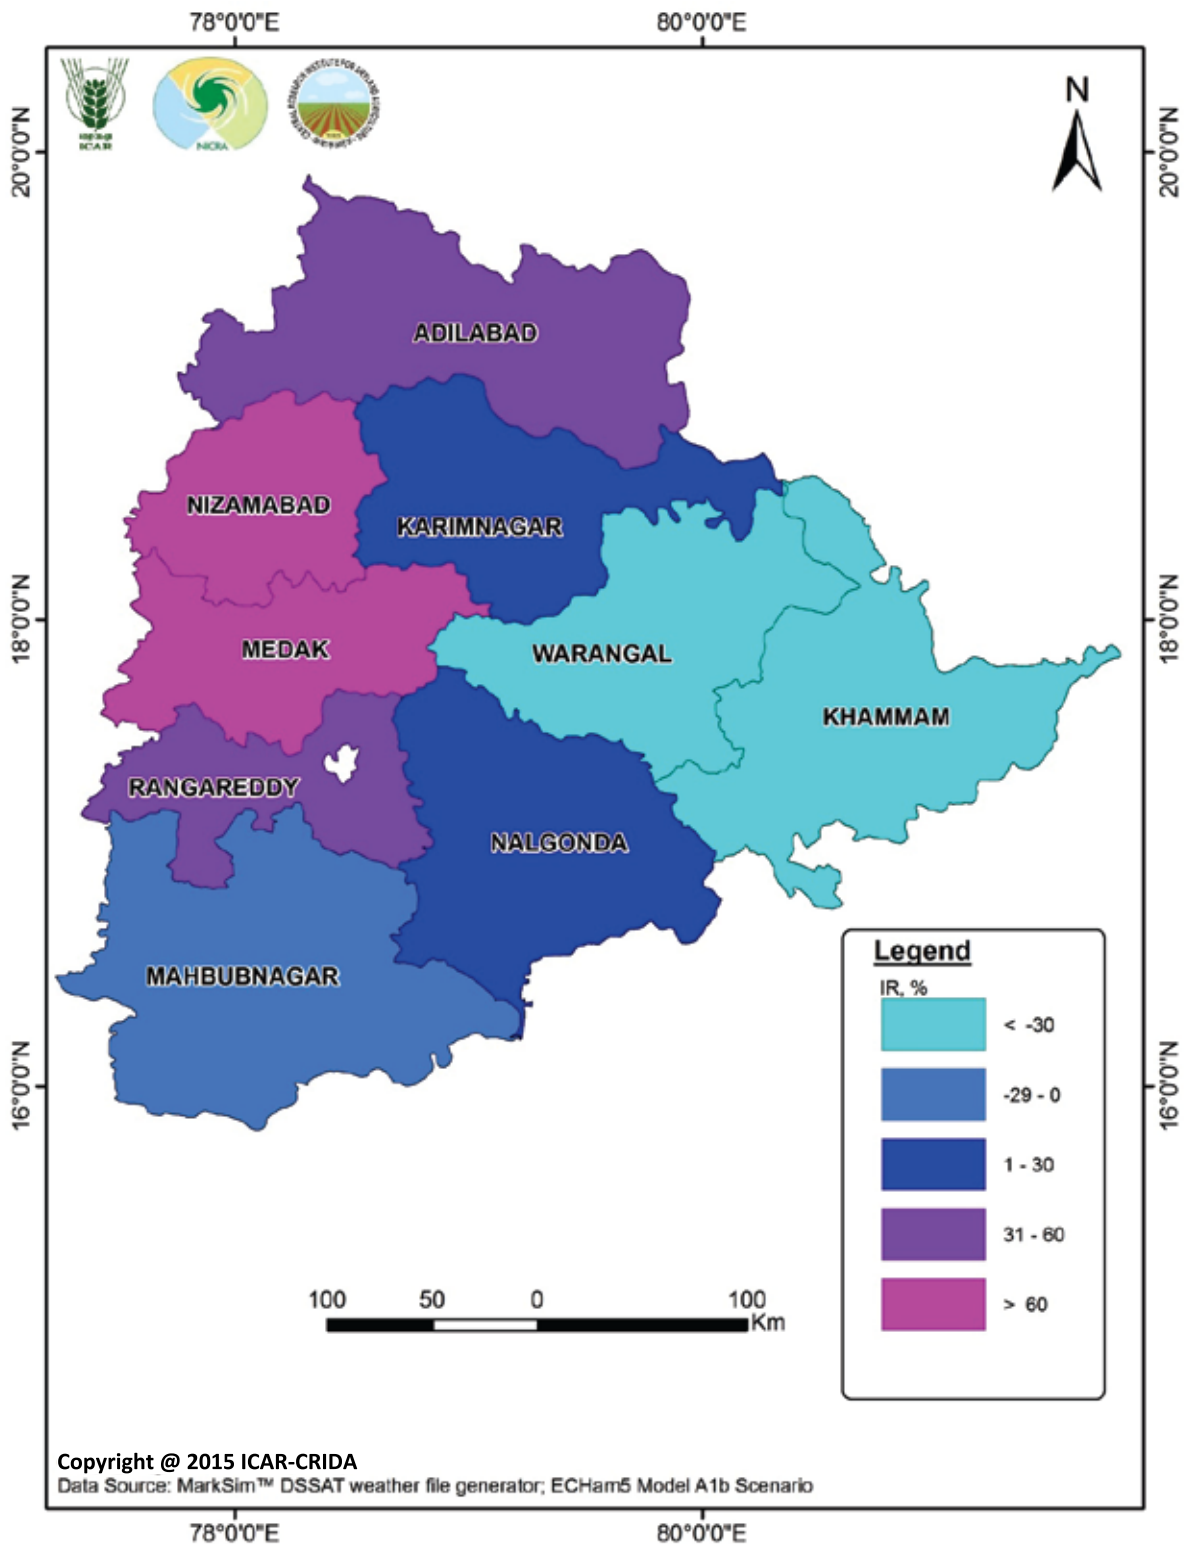 78°0'0"E 80°0'0"E
20°0'0"N 20°0'0"N
ICAR
NICRA
N
ADILABAD
NIZAMABAD
KARIMNAGAR
18°0'0"N 18°0'0"N
MEDAK
WARANGAL
KHAMMAM
RANGAREDDY
NALGONDA
MAHBUBNAGAR
16°0'0"N 16°0'0"N
Legend
IR, %
< -30
-29 - 0
1 - 30
31 - 60
> 60
100 50 0 100
Km
Copyright @ 2015 ICAR-CRIDA
Data Source: MarkSim™ DSSAT weather file generator; ECHam5 Model A1b Scenario
78°0'0"E 80°0'0"E